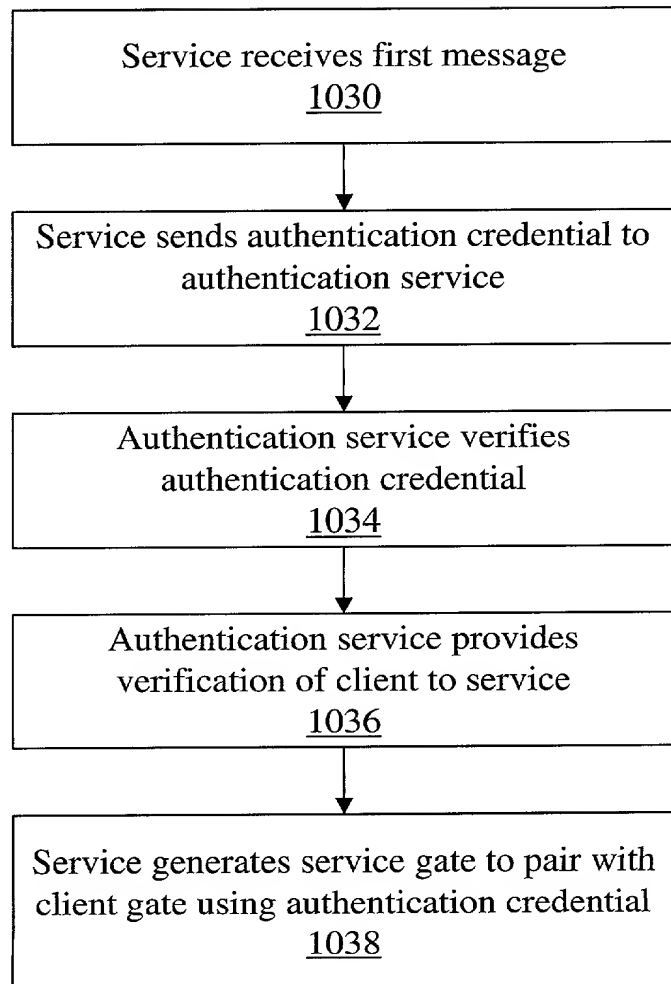 Service receives first message
1030
Service sends authentication credential to
authentication service
1032
Authentication service verifies
authentication credential
1034
Authentication service provides
verification of client to service
1036
Service generates service gate to pair with
client gate using authentication credential
1038